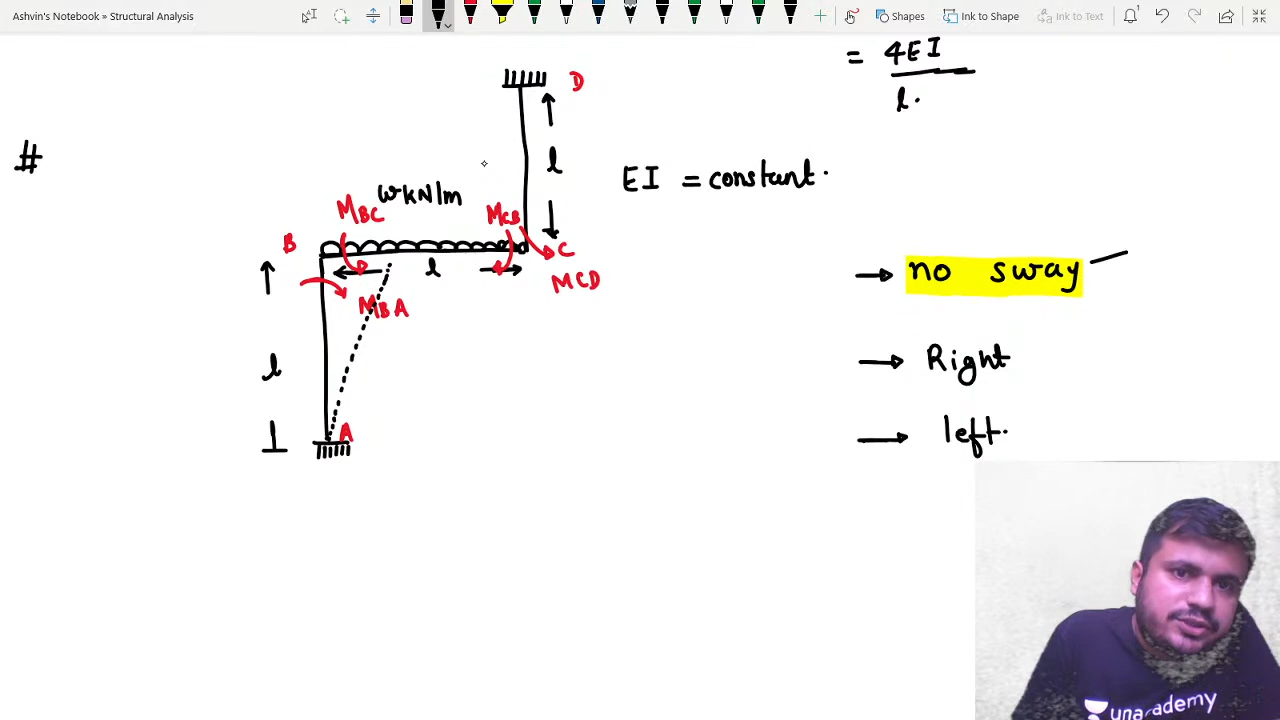 Ashvin's Notebook » Structural Analysis
Shapes
Ink to Shape
Ink to Text
= 4EI
l.
D
#
l
EI = constant.
wkN/m
MBC
MCB
B
C
l
MCD
MBA
→ no sway
→ Right
l
→ left.
A
unacademy